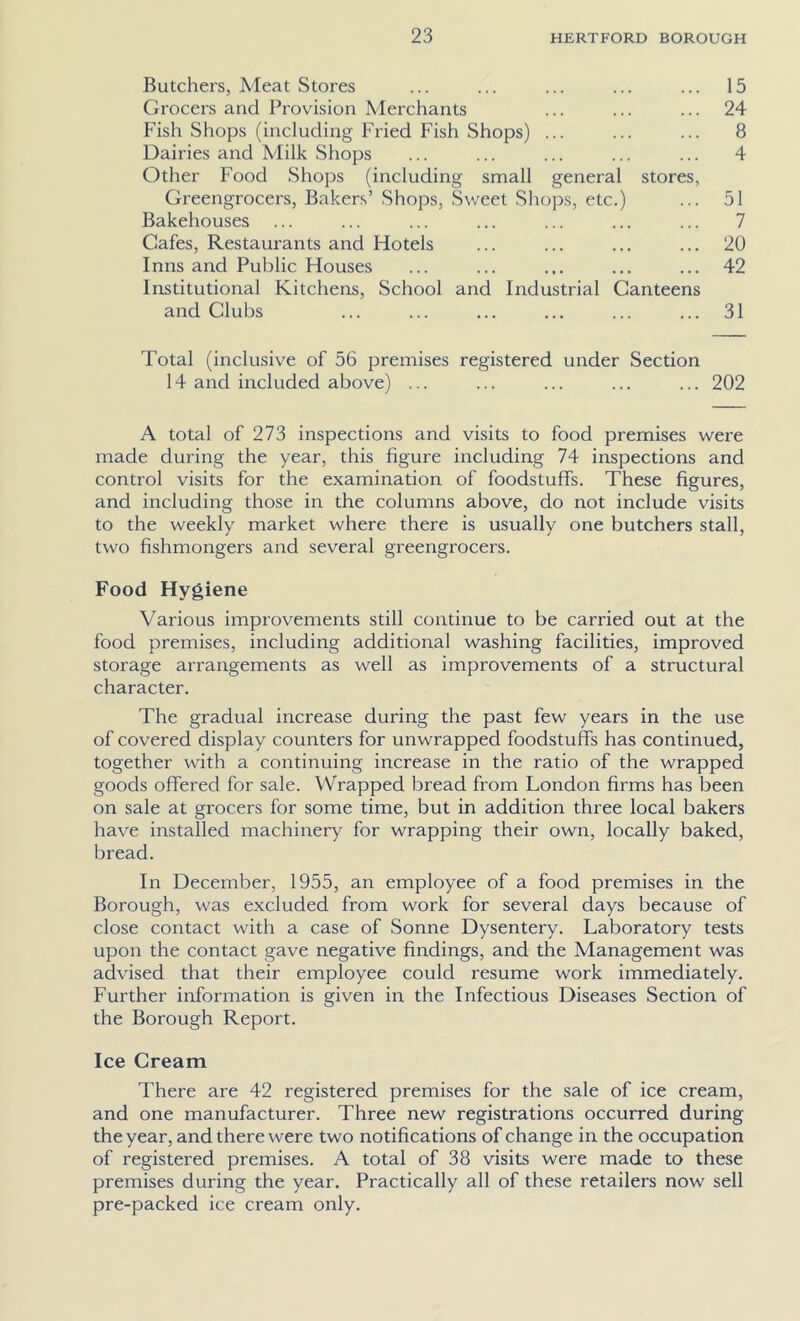 23 HERTFORD BOROUGH
Butchers, Meat Stores ... ... ... ... ... 15
Grocers and Provision Merchants ... ... ... 24
Fish Shops (including Fried Fish Shops) ... ... ... 8
Dairies and Milk Shops ... ... ... ... ... 4
Other Food Shops (including small general stores,
Greengrocers, Bakers’ Shops, Sweet Shops, etc.) ... 51
Bakehouses ... ... ... ... ... ... ... 7
Cafes, Restaurants and Hotels ... ... ... ... 20
Inns and Public Houses ... ... ... ... ... 42
Institutional Kitchens, School and Industrial Canteens
and Clubs ... ... ... ... ... ... 31
Total (inclusive of 56 premises registered under Section
14 and included above) ... ... ... ... ... 202
A total of 273 inspections and visits to food premises were
made during the year, this figure including 74 inspections and
control visits for the examination of foodstuffs. These figures,
and including those in the columns above, do not include visits
to the weekly market where there is usually one butchers stall,
two fishmongers and several greengrocers.
Food Hygiene
Various improvements still continue to be carried out at the
food premises, including additional washing facilities, improved
storage arrangements as well as improvements of a structural
character.
The gradual increase during the past few years in the use
of covered display counters for unwrapped foodstuffs has continued,
together with a continuing increase in the ratio of the wrapped
goods offered for sale. Wrapped bread from London firms has been
on sale at grocers for some time, but in addition three local bakers
have installed machinery for wrapping their own, locally baked,
bread.
In December, 1955, an employee of a food premises in the
Borough, was excluded from work for several days because of
close contact with a case of Sonne Dysentery. Laboratory tests
upon the contact gave negative findings, and the Management was
advised that their employee could resume work immediately.
Further information is given in the Infectious Diseases Section of
the Borough Report.
Ice Cream
There are 42 registered premises for the sale of ice cream,
and one manufacturer. Three new registrations occurred during
the year, and there were two notifications of change in the occupation
of registered premises. A total of 38 visits were made to these
premises during the year. Practically all of these retailers now sell
pre-packed ice cream only.